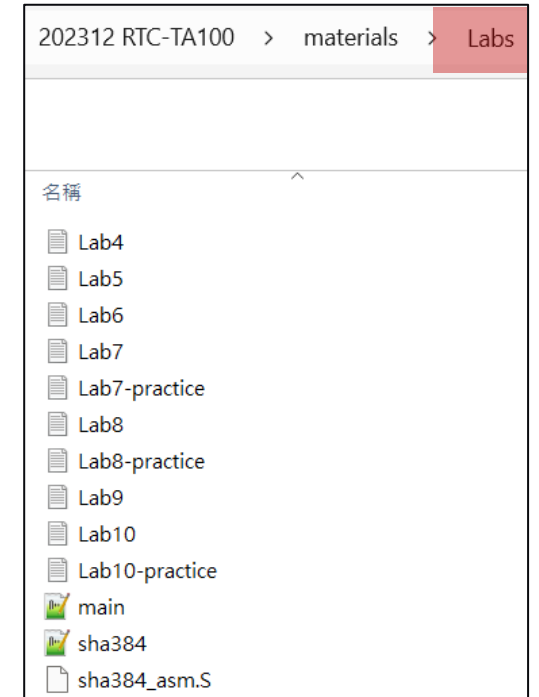 202312 RTC-TA100 > materials > Labs
名稱
Lab4
Lab5
Lab6
Lab7
Lab7-practice
Lab8
Lab8-practice
Lab9
Lab10
Lab10-practice
main
sha384
sha384_asm.S